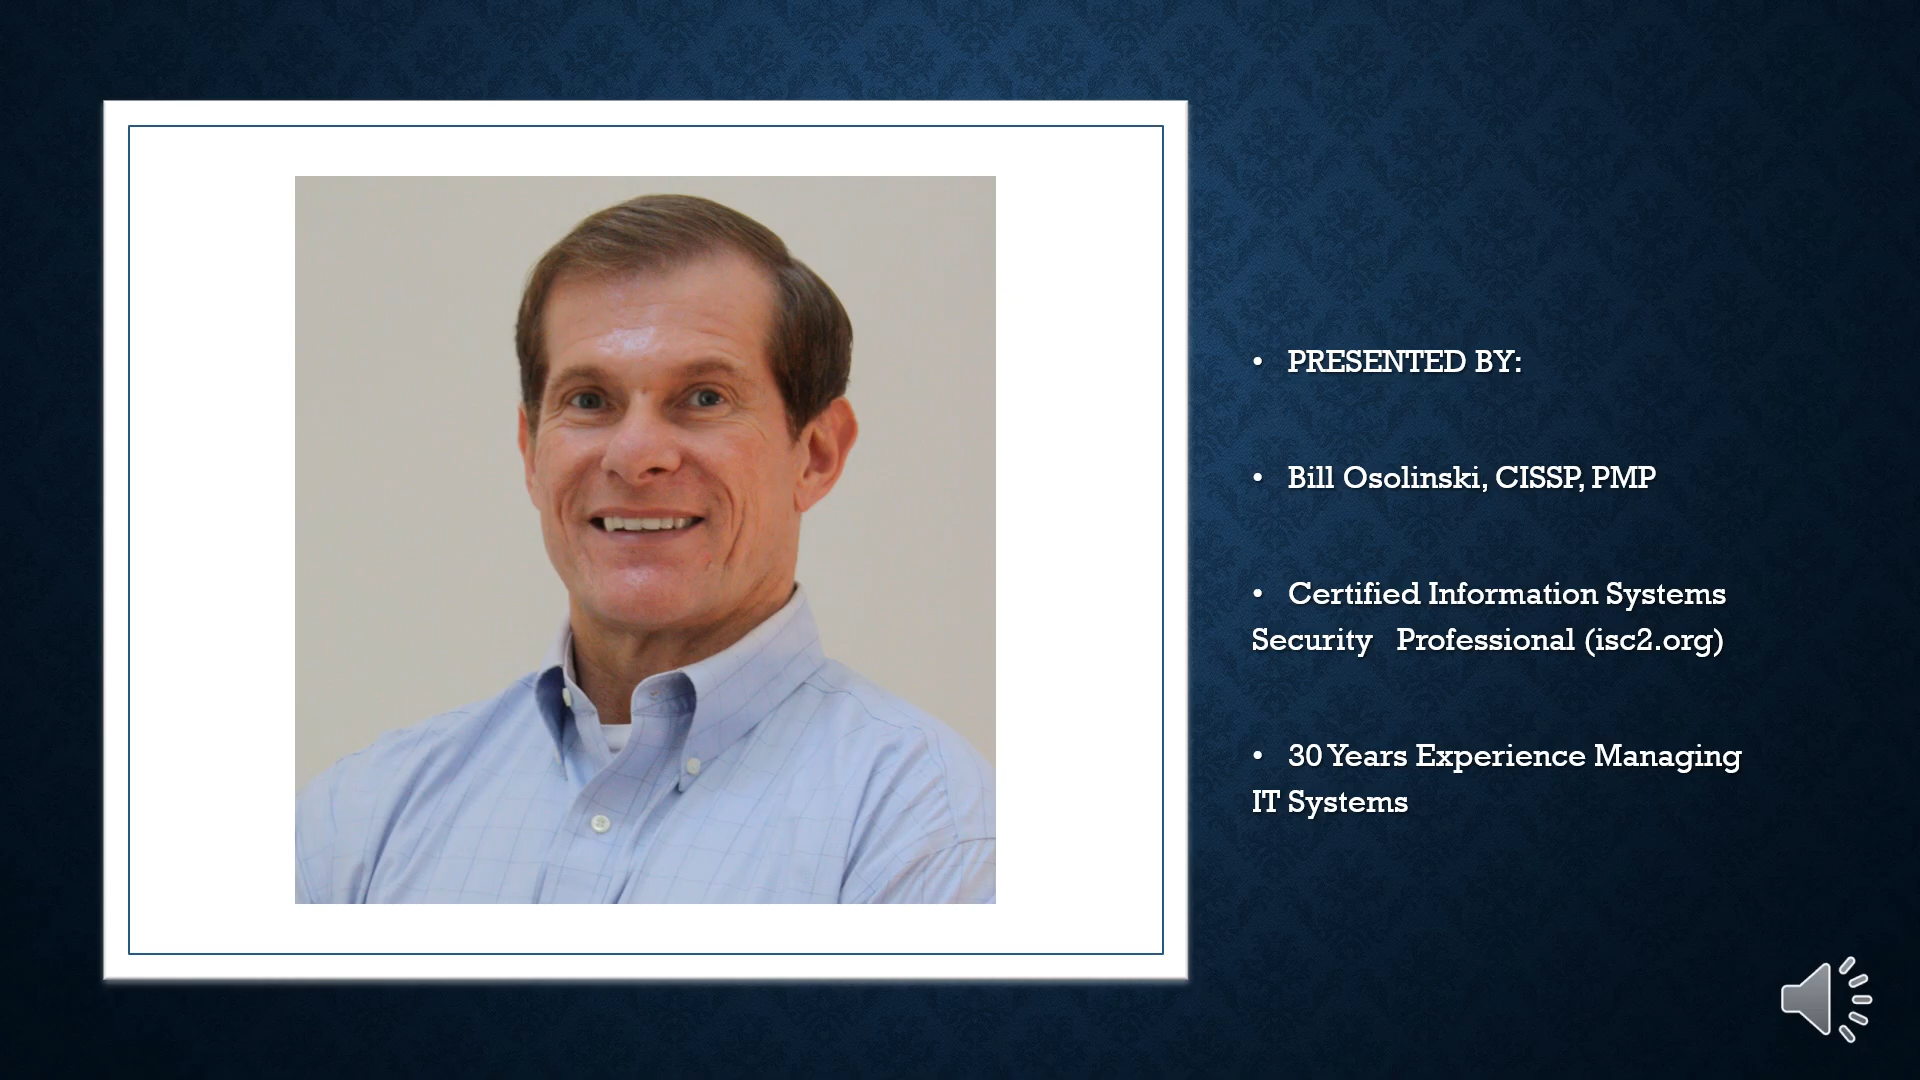 • PRESENTED BY:
• Bill Osolinski, CISSP, PMP
• Certified Information Systems
Security Professional (isc2.org)
• 30 Years Experience Managing
IT Systems